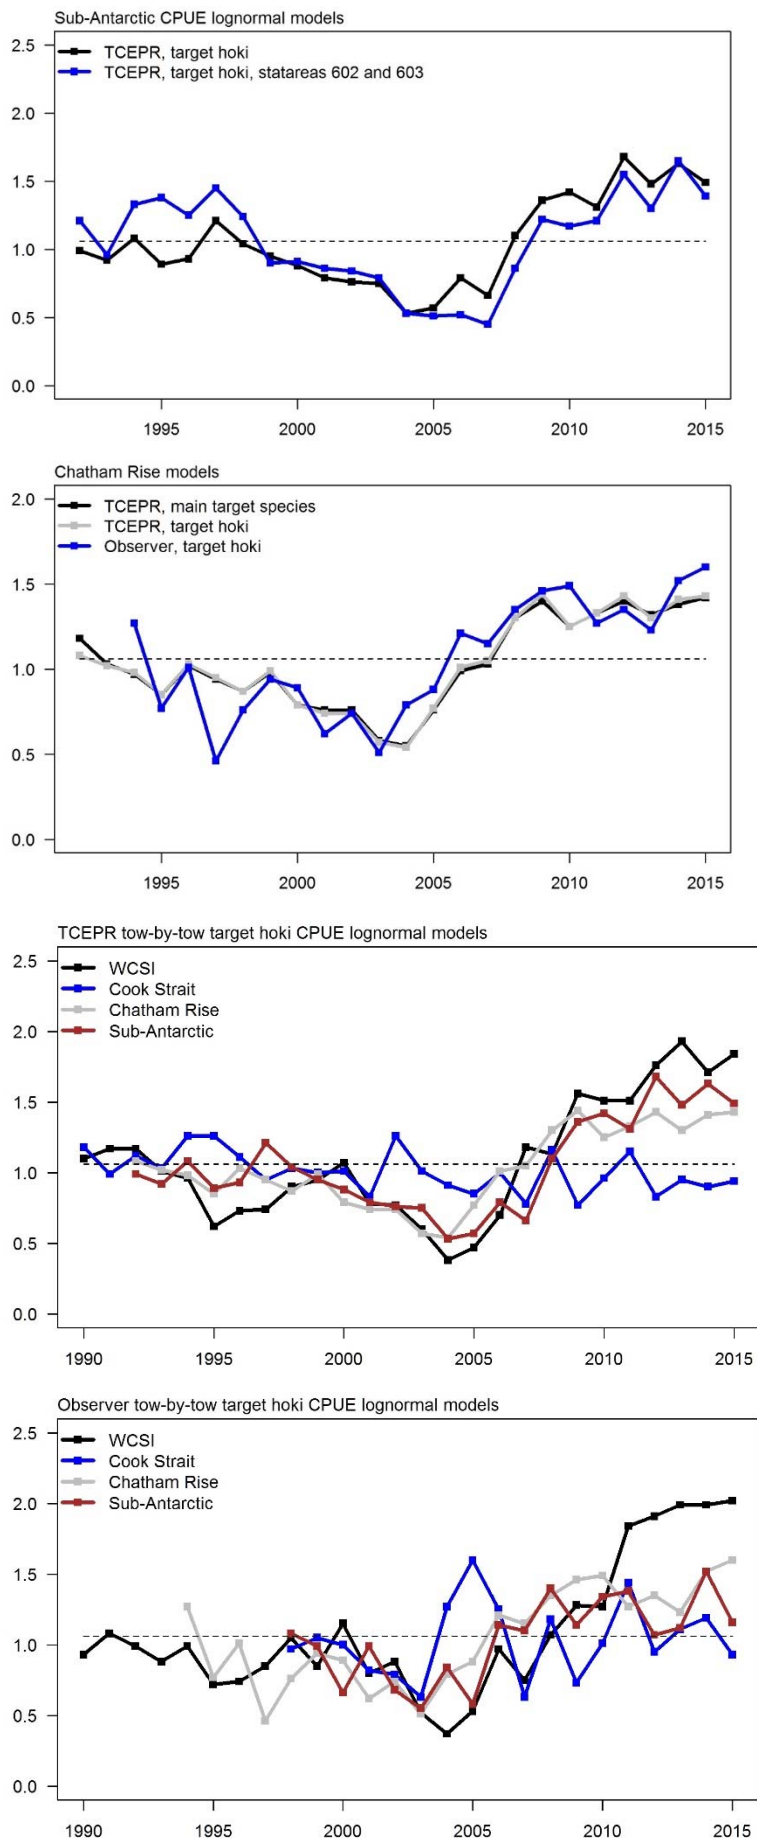 Sub-Antarctic CPUE lognormal models
2.5
TCEPR, target hoki
TCEPR, target hoki, statareas 602 and 603
2.0
1.5
1.0
0.5
0.0
1995 2000 2005 2010 2015
Chatham Rise models
2.0
TCEPR, main target species
TCEPR, target hoki
Observer, target hoki
1.5
1.0
0.5
0.0
1995 2000 2005 2010 2015
TCEPR tow-by-tow target hoki CPUE lognormal models
2.5
WCSI
Cook Strait
Chatham Rise
Sub-Antarctic
2.0
1.5
1.0
0.5
0.0
1990 1995 2000 2005 2010 2015
Observer tow-by-tow target hoki CPUE lognormal models
2.5
WCSI
Cook Strait
Chatham Rise
Sub-Antarctic
2.0
1.5
1.0
0.5
0.0
1990 1995 2000 2005 2010 2015